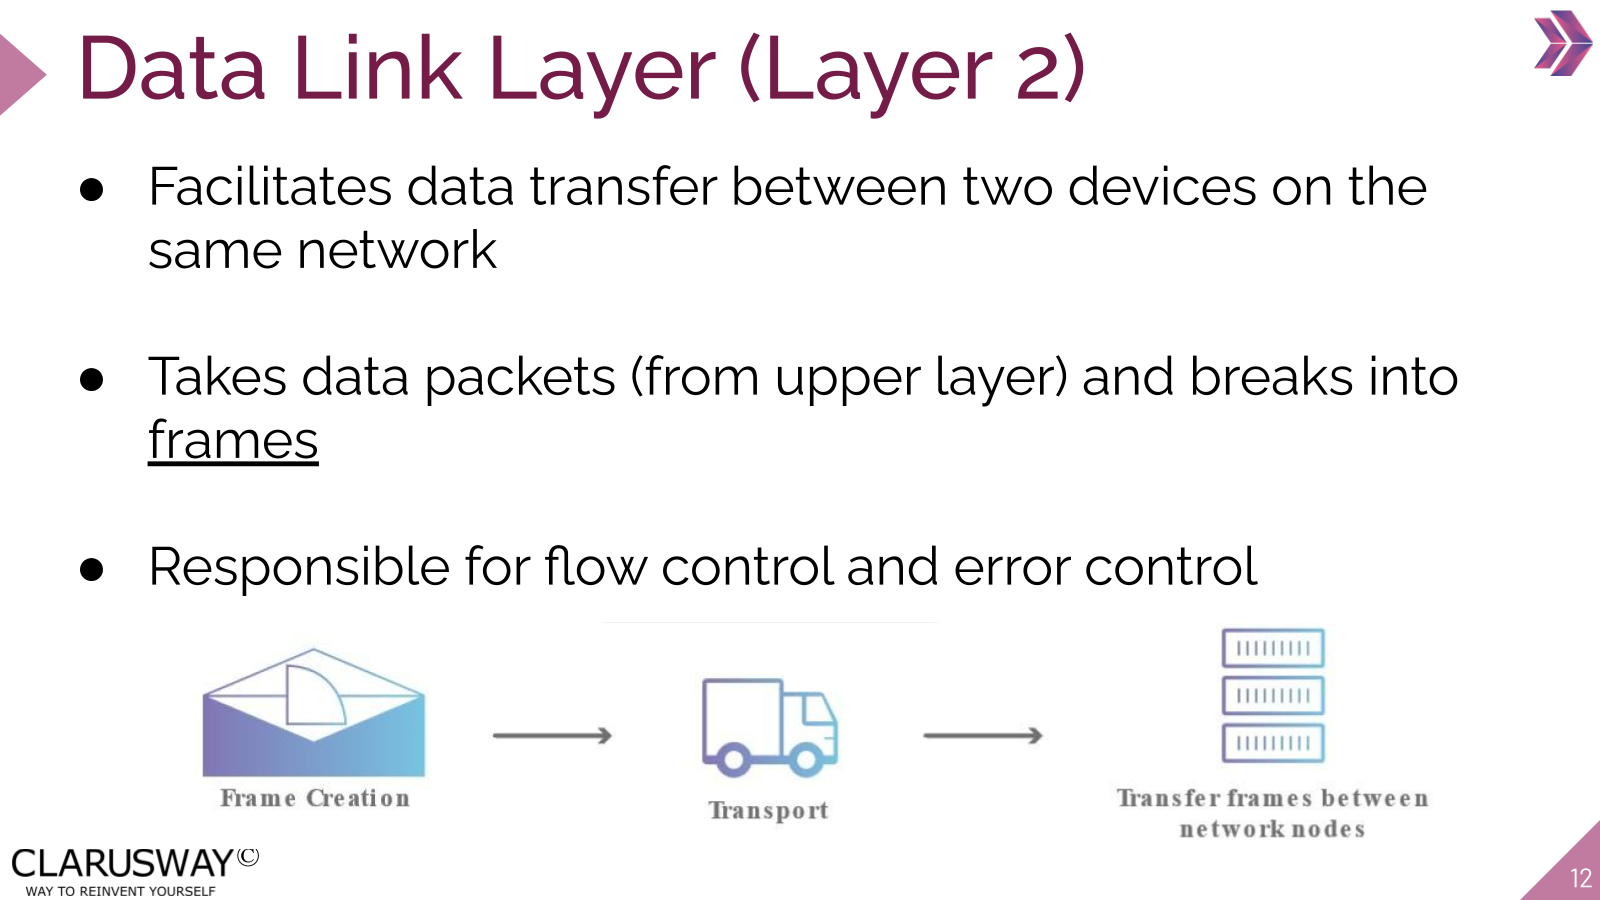 Data Link Layer (Layer 2)
● Facilitates data transfer between two devices on the
same network
● Takes data packets (from upper layer) and breaks into
frames
● Responsible for flow control and error control
Frame Creation
Transport
Transfer frames between
network nodes
CLARUSWAY©
WAY TO REINVENT YOURSELF
12